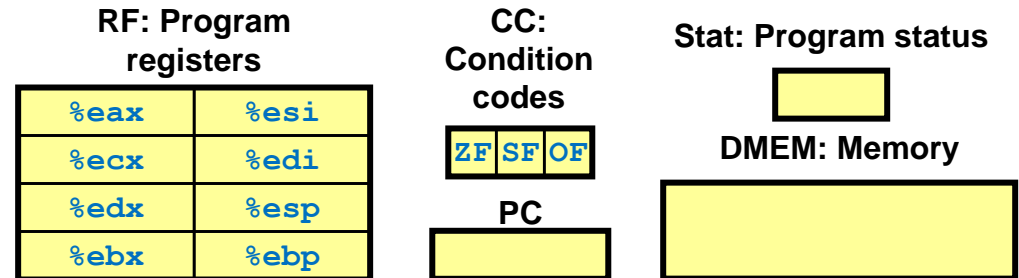 RF: Program
registers
%eax %esi
%ecx %edi
%edx %esp
%ebx %ebp
CC:
Condition
codes
ZF SF OF
PC
Stat: Program status
DMEM: Memory